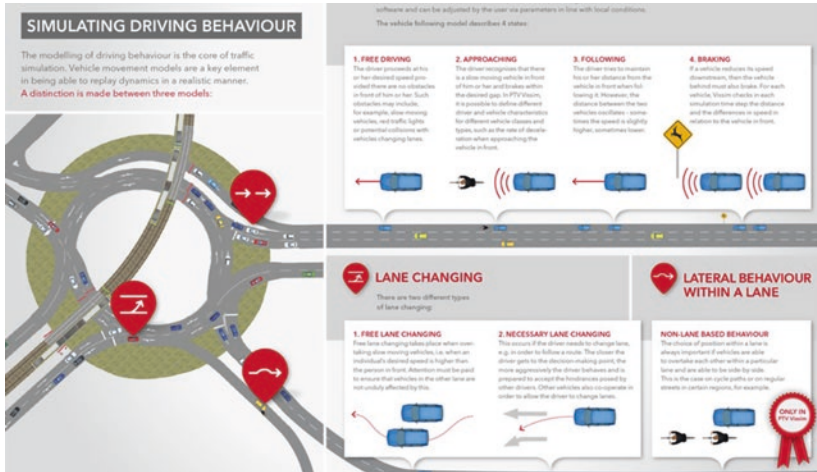 SIMULATING DRIVING BEHAVIOUR
The modelling of driving behaviour is the core of traffic
simulation. Vehicle movement models are a key element
in being able to replay dynamics in a realistic manner.
A distinction is made between three models:
software and can be adjusted by the user via parameters in line with local conditions.
The vehicle following model describes 4 states:
1. FREE DRIVING
The driver proceeds at his
or her desired speed pro-
vided there are no obstacles
in front of him or her. Such
obstacles may include,
for example, slow moving
vehicles, red traffic lights
or potential collisions with
vehicles changing lanes.
2. APPROACHING
The driver recognises that there
is a slow moving vehicle in front
of him or her and brakes within
the desired gap. In PTV Vissim,
it is possible to define different
driver and vehicle characteristics
for different vehicle classes and
types, such as the rate of decele-
ration when approaching the
vehicle in front.
3. FOLLOWING
The driver tries to maintain
his or her distance from the
vehicle in front when fol-
lowing it. However, the
distance between the two
vehicles oscillates - some
times the speed is slightly
higher, sometimes lower.
4. BRAKING
If a vehicle reduces its speed
downstream, then the vehicle
behind must also brake. For each
vehicle, Vissim checks in each
simulation time step the distance
and the differences in speed in
relation to the vehicle in front.
LANE CHANGING
There are two different types
of lane changing:
1. FREE LANE CHANGING
Free lane changing takes place when over-
taking slow moving vehicles, i.e. when an
individual's desired speed is higher than
the person in front. Attention must be paid
to ensure that vehicles in the other lane are
not unduly affected by this.
2. NECESSARY LANE CHANGING
This occurs if the driver needs to change lane,
e.g. in order to follow a route. The closer the
driver gets to the decision-making point, the
more aggressively the driver behaves and is
prepared to accept the hindrances posed by
other drivers. Other vehicles also co-operate in
order to allow the driver to change lanes.
LATERAL BEHAVIOUR
WITHIN A LANE
NON-LANE BASED BEHAVIOUR
The choice of position within a lane is
always important if vehicles are able
to overtake each other within a particular
lane and are able to be side by side.
This is the case on cycle paths or on regular
streets in certain regions, for example.
ONLY IN
PTV Vissim